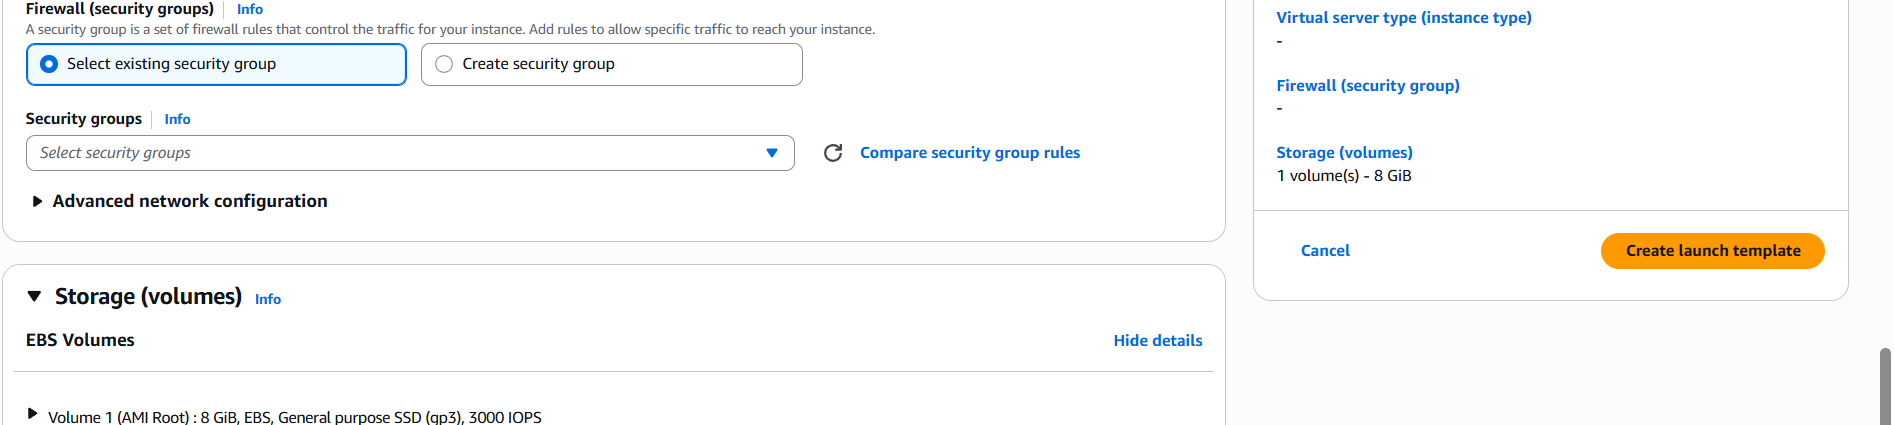 Firewall (security groups) Info
A security group is a set of firewall rules that control the traffic for your instance. Add rules to allow specific traffic to reach your instance.
Select existing security group
Create security group
Security groups Info
Select security groups
Compare security group rules
Advanced network configuration
Storage (volumes) Info
EBS Volumes
Hide details
Volume 1 (AMI Root) : 8 GiB, EBS, General purpose SSD (gp3), 3000 IOPS
Virtual server type (instance type)
-
Firewall (security group)
-
Storage (volumes)
1 volume(s) - 8 GiB
Cancel
Create launch template